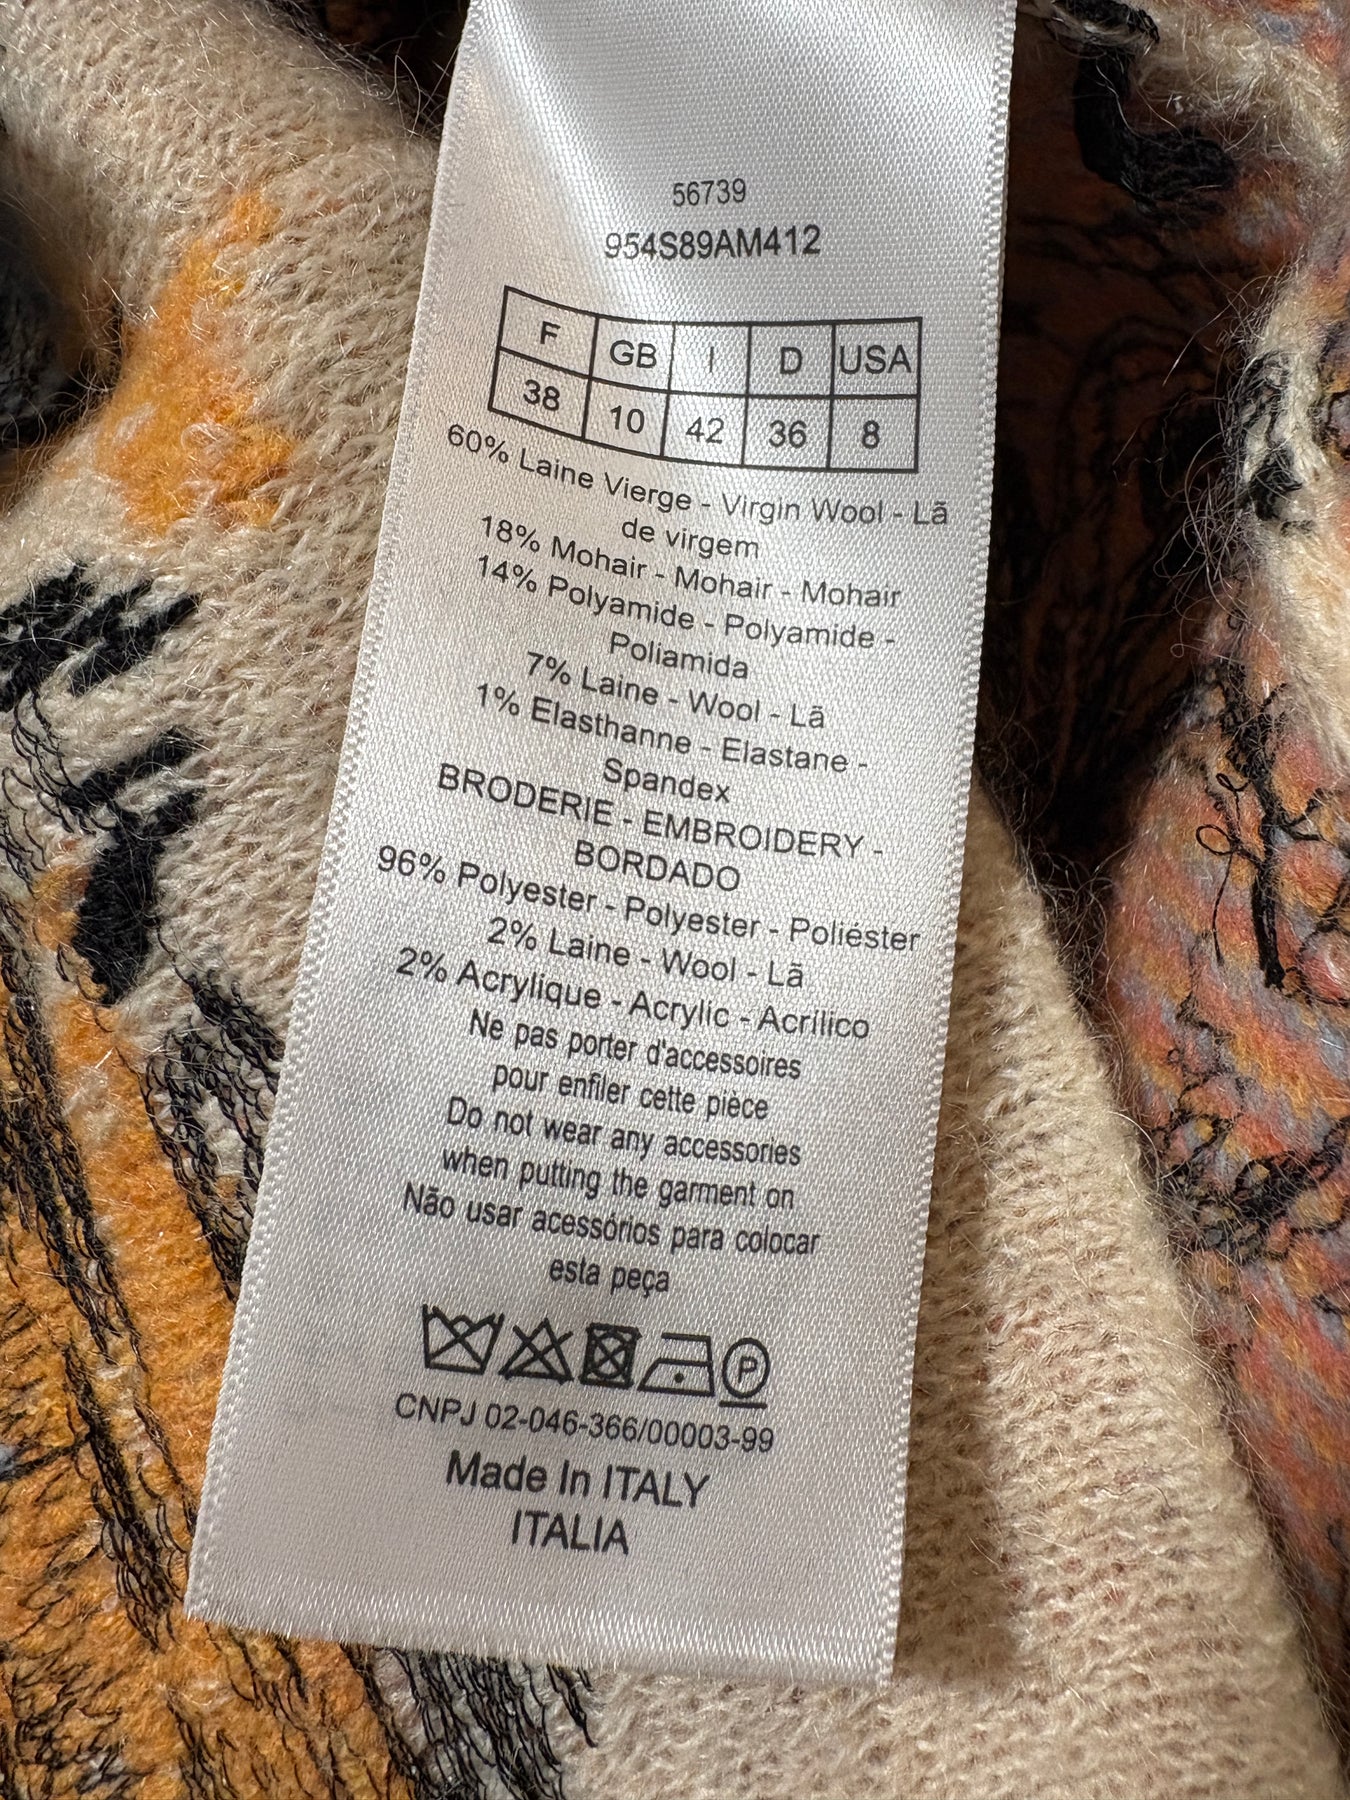 56739
954S89AM412
F GB I D USA
38 10 42 36 8
60% Laine Vierge - Virgin Wool - Lã
de virgem
18% Mohair - Mohair - Mohair
14% Polyamide - Polyamide -
Poliamida
7% Laine - Wool - Lã
1% Elasthanne - Elastane -
Spandex
BRODERIE - EMBROIDERY -
BORDADO
96% Polyester - Polyester - Poliéster
2% Laine - Wool - Lã
2% Acrylique - Acrylic - Acrílico
Ne pas porter d'accessoires
pour enfiler cette pièce
Do not wear any accessories
when putting the garment on
Não usar acessórios para colocar
esta peça
P
CNPJ 02-046-366/00003-99
Made In ITALY
ITALIA